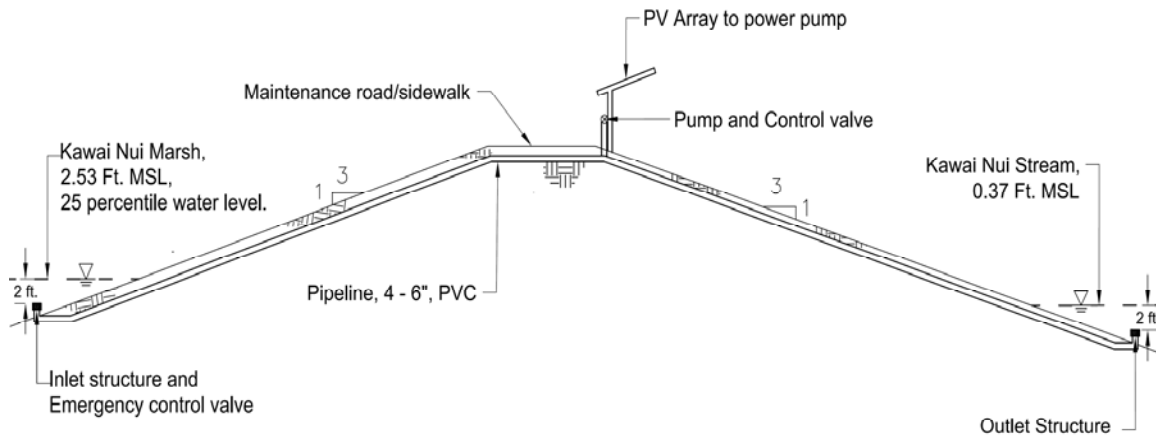 PV Array to power pump
Maintenance road/sidewalk
Pump and Control valve
Kawai Nui Marsh,
2.53 Ft. MSL,
25 percentile water level.
Kawai Nui Stream,
0.37 Ft. MSL
3
1
3
1
2 ft.
2 ft.
Pipeline, 4 - 6", PVC
Inlet structure and
Emergency control valve
Outlet Structure